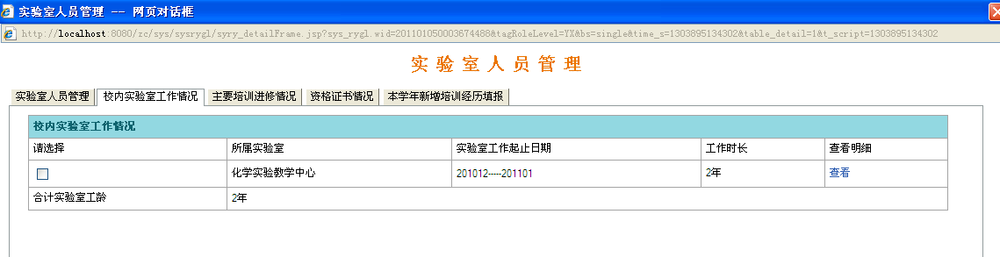 实验室人员管理 -- 网页对话框
http://localhost:8080/zc/sys/sysrygl/syry_detailFrame.jsp?sys_rygl.wid=201101050003674488&tagRoleLevel=YX&bs=single&time_s=1303895134302&table_detail=1&t_script=1303895134302
实验室人员管理
实验室人员管理 校内实验室工作情况 主要培训进修情况 资格证书情况 本学年新增培训经历填报
校内实验室工作情况
请选择 所属实验室 实验室工作起止日期 工作时长 查看明细
化学实验教学中心 201012-----201101 2年 查看
合计实验室工龄 2年